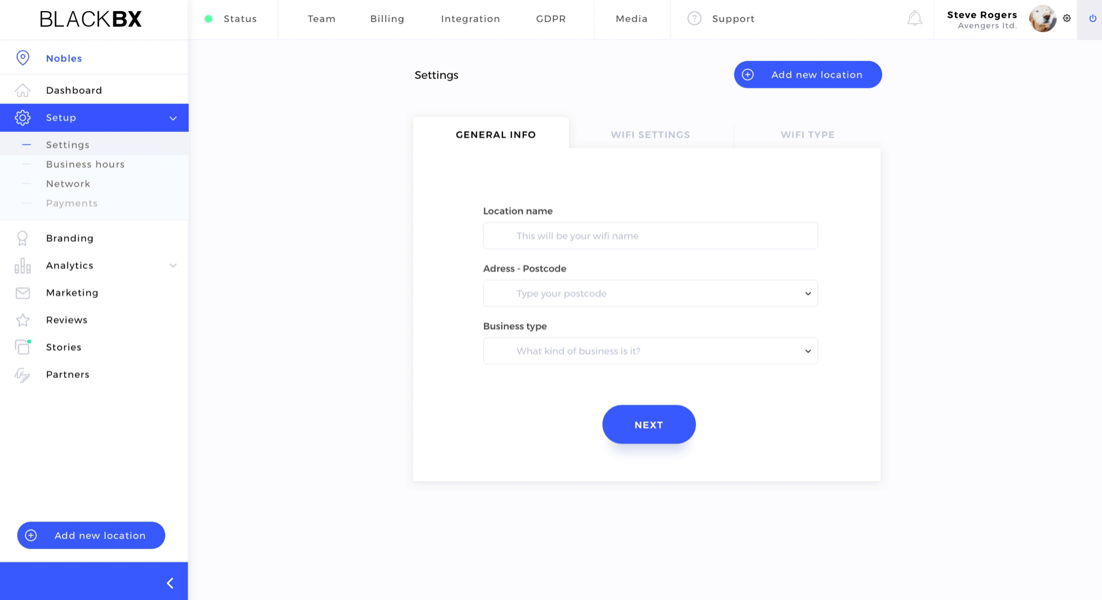 BLACKBX
Status
Team
Billing
Integration
GDPR
Media
? Support
Steve Rogers
Avengers ltd.
Nobles
Dashboard
Setup
Settings
Business hours
Network
Payments
Branding
Analytics
Marketing
Reviews
Stories
Partners
Add new location
Settings
Add new location
GENERAL INFO
WIFI SETTINGS
WIFI TYPE
Location name
This will be your wifi name
Adress - Postcode
Type your postcode
Business type
What kind of business is it?
NEXT